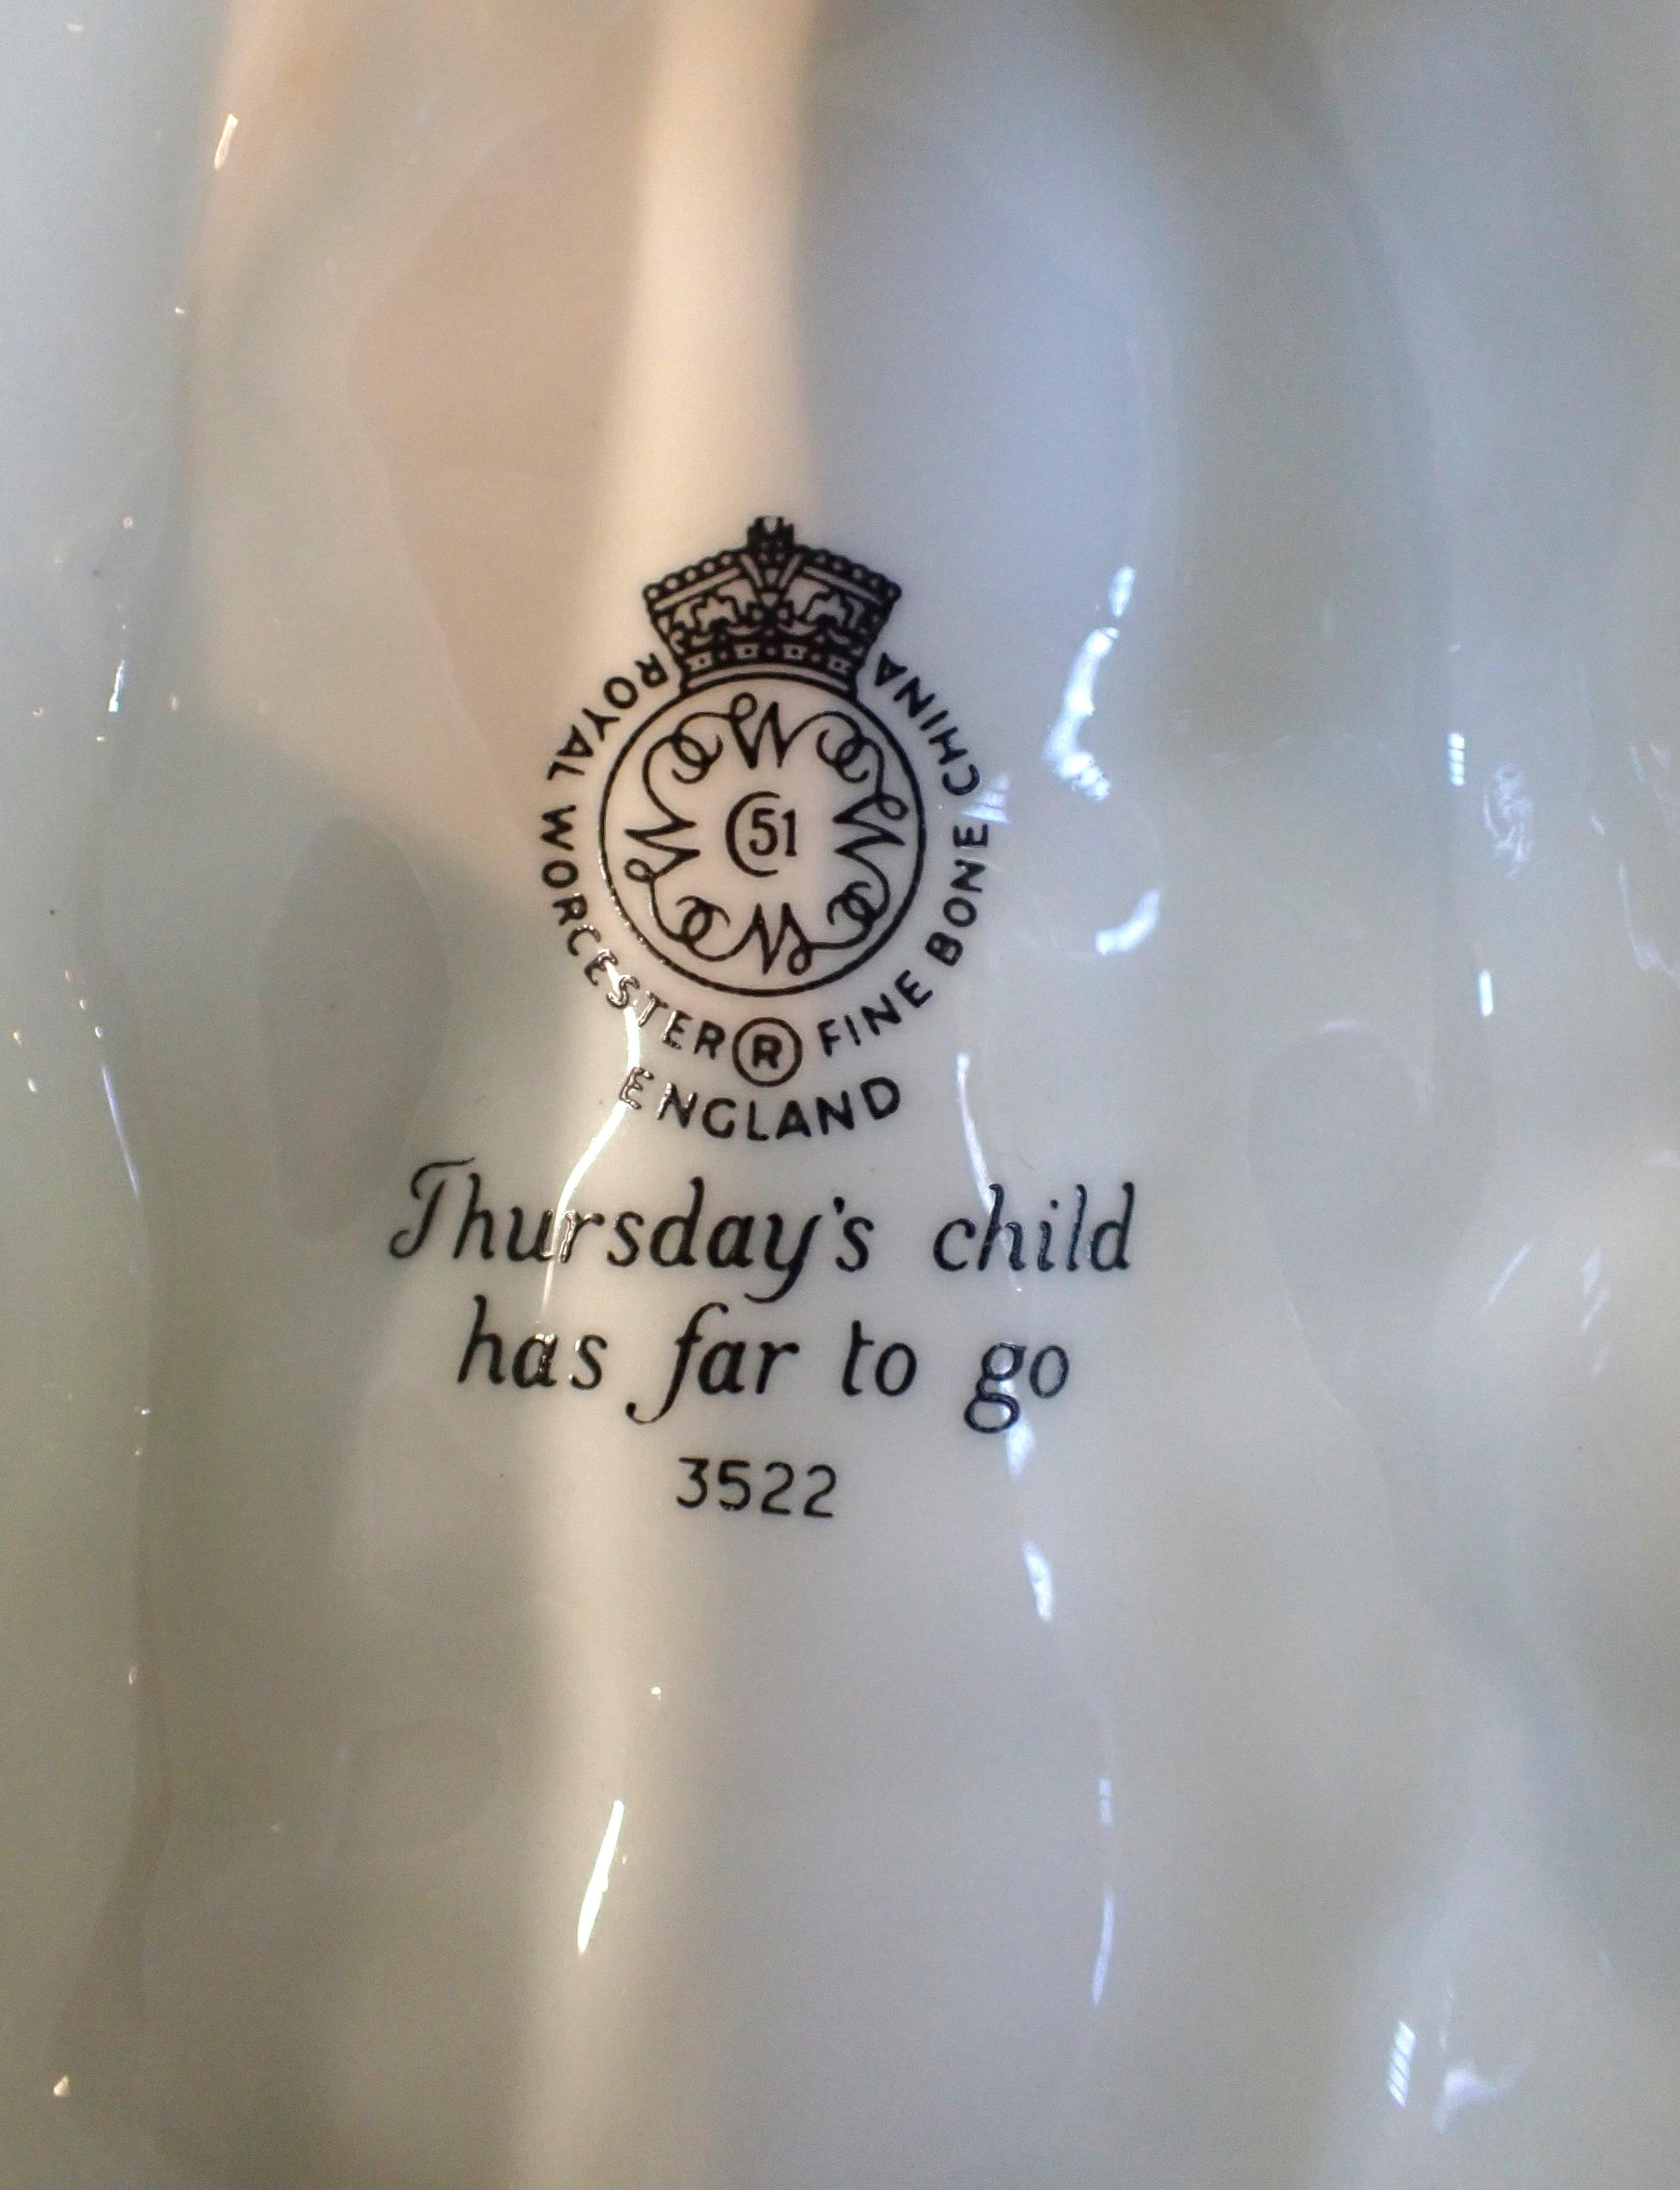 51
ROYAL WORCESTER ® FINE BONE CHINA
ENGLAND
Thursday's child
has far to go
3522